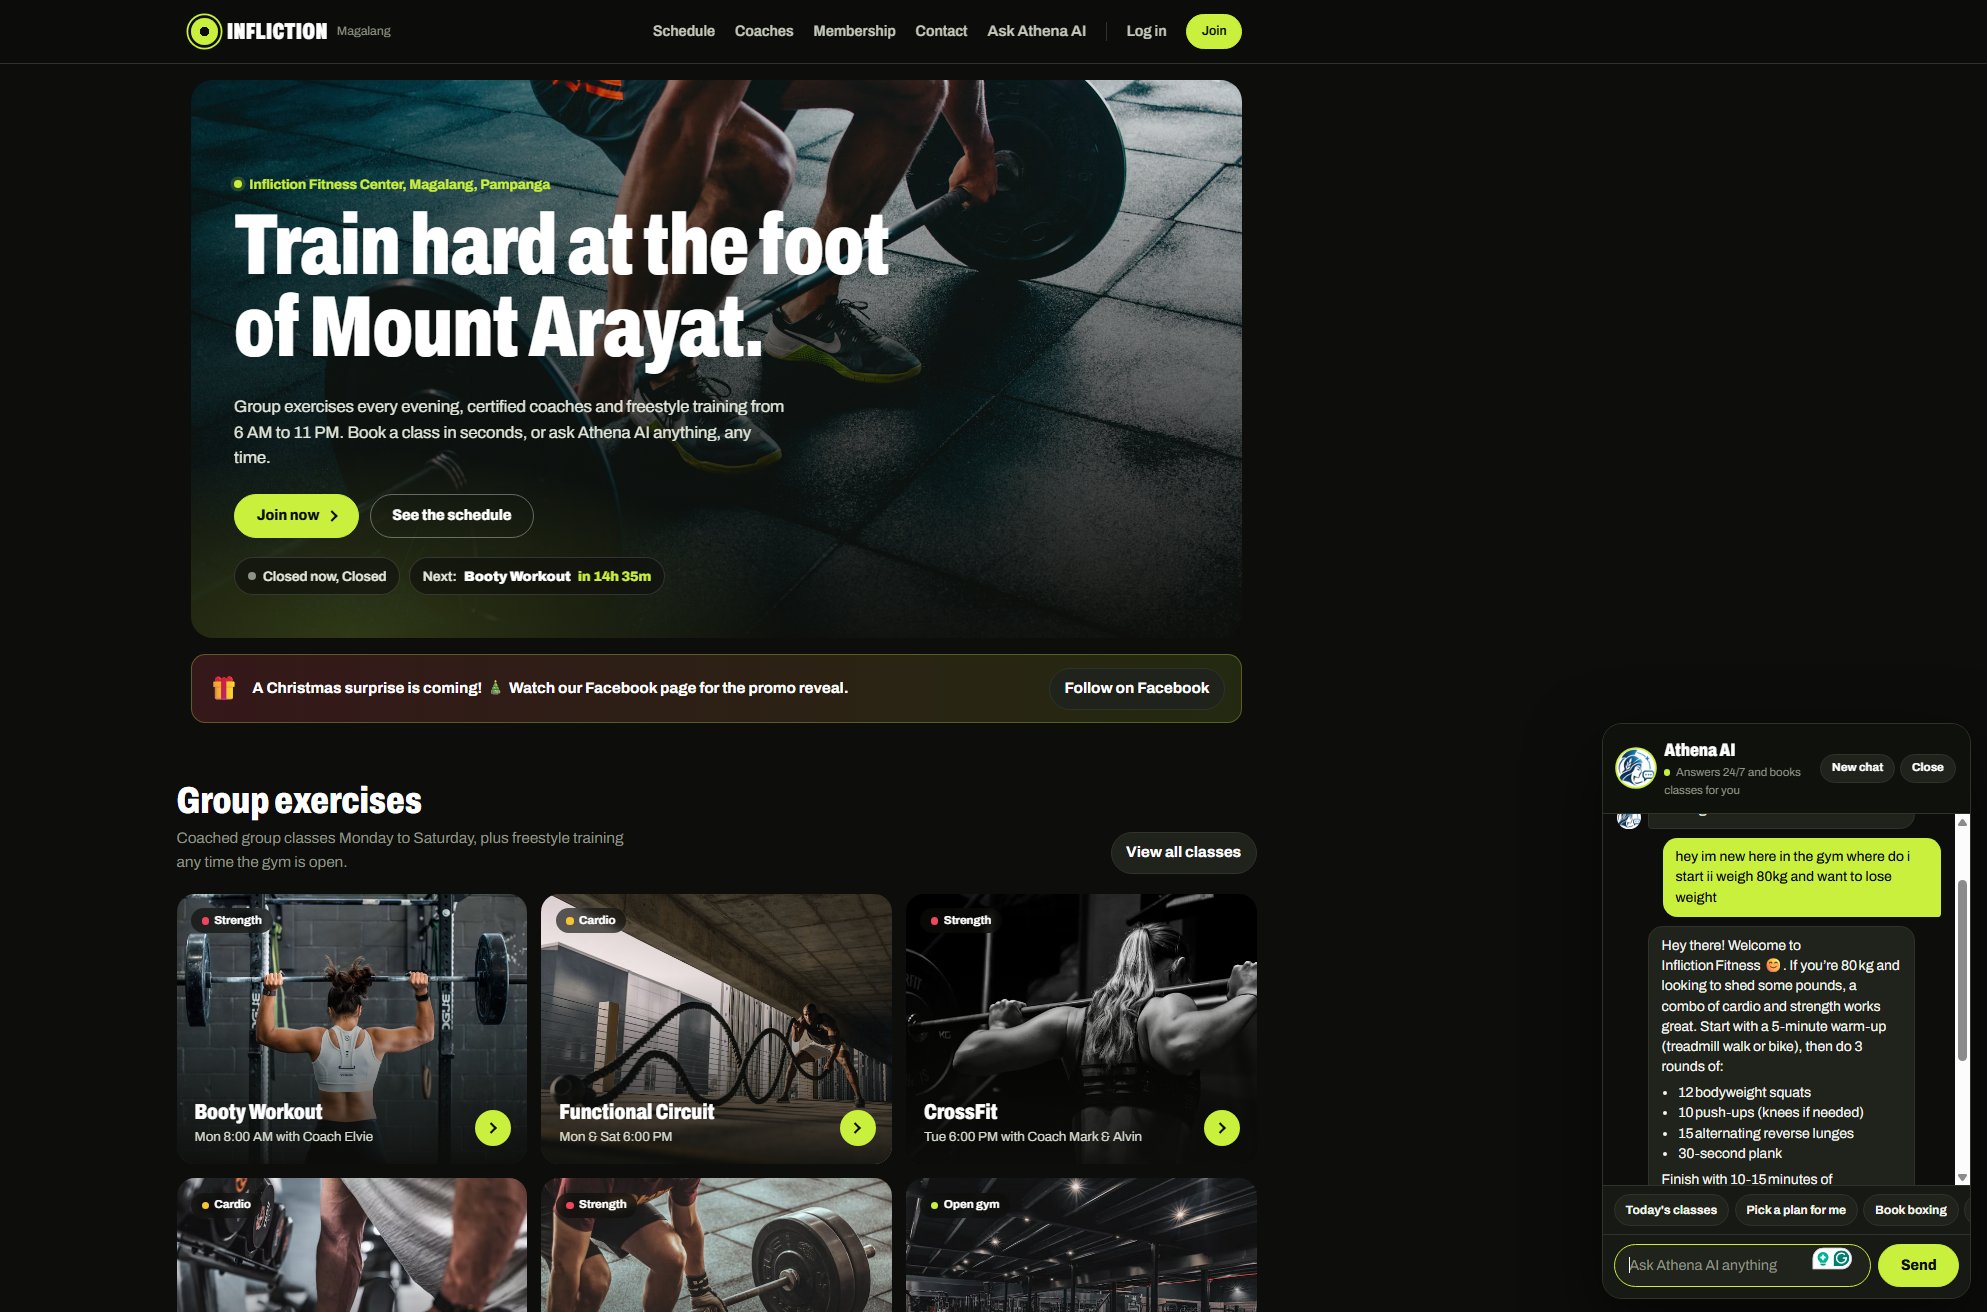 INFLICTION Magalang
Schedule Coaches Membership Contact Ask Athena AI Log in Join
Infliction Fitness Center, Magalang, Pampanga
Train hard at the foot
of Mount Arayat.
Group exercises every evening, certified coaches and freestyle training from
6 AM to 11 PM. Book a class in seconds, or ask Athena AI anything, any
time.
Join now
See the schedule
Closed now, Closed
Next: Booty Workout in 14h 35m
A Christmas surprise is coming! 🎄 Watch our Facebook page for the promo reveal.
Follow on Facebook
Group exercises
Coached group classes Monday to Saturday, plus freestyle training
any time the gym is open.
View all classes
Strength
Booty Workout
Mon 8:00 AM with Coach Elvie
Cardio
Functional Circuit
Mon & Sat 6:00 PM
Strength
CrossFit
Tue 6:00 PM with Coach Mark & Alvin
Cardio
Strength
Open gym
Athena AI
Answers 24/7 and books
classes for you
New chat
Close
hey im new here in the gym where do i
start ii weigh 80kg and want to lose
weight
Hey there! Welcome to
Infliction Fitness 😊. If you're 80 kg and
looking to shed some pounds, a
combo of cardio and strength works
great. Start with a 5-minute warm-up
(treadmill walk or bike), then do 3
rounds of:
• 12 bodyweight squats
• 10 push-ups (knees if needed)
• 15 alternating reverse lunges
• 30-second plank
Finish with 10-15 minutes of
Today's classes
Pick a plan for me
Book boxing
Ask Athena AI anything
Send